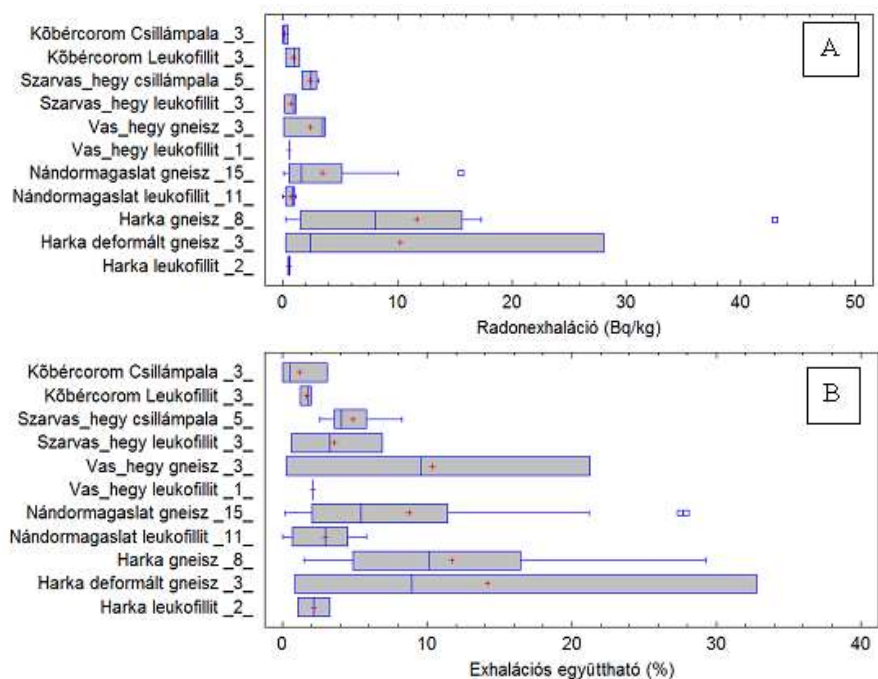 A
Kõbércorom Csillámpala _3_
Kõbércorom Leukofillit _3_
Szarvas_hegy csillámpala _5_
Szarvas_hegy leukofillit _3_
Vas_hegy gneisz _3_
Vas_hegy leukofillit _1_
Nándormagaslat gneisz _15_
Nándormagaslat leukofillit _11_
Harka gneisz _8_
Harka deformált gneisz _3_
Harka leukofillit _2_
0 10 20 30 40 50
Radonexhaláció (Bq/kg)
B
Kõbércorom Csillámpala _3_
Kõbércorom Leukofillit _3_
Szarvas_hegy csillámpala _5_
Szarvas_hegy leukofillit _3_
Vas_hegy gneisz _3_
Vas_hegy leukofillit _1_
Nándormagaslat gneisz _15_
Nándormagaslat leukofillit _11_
Harka gneisz _8_
Harka deformált gneisz _3_
Harka leukofillit _2_
0 10 20 30 40
Exhalációs együttható (%)